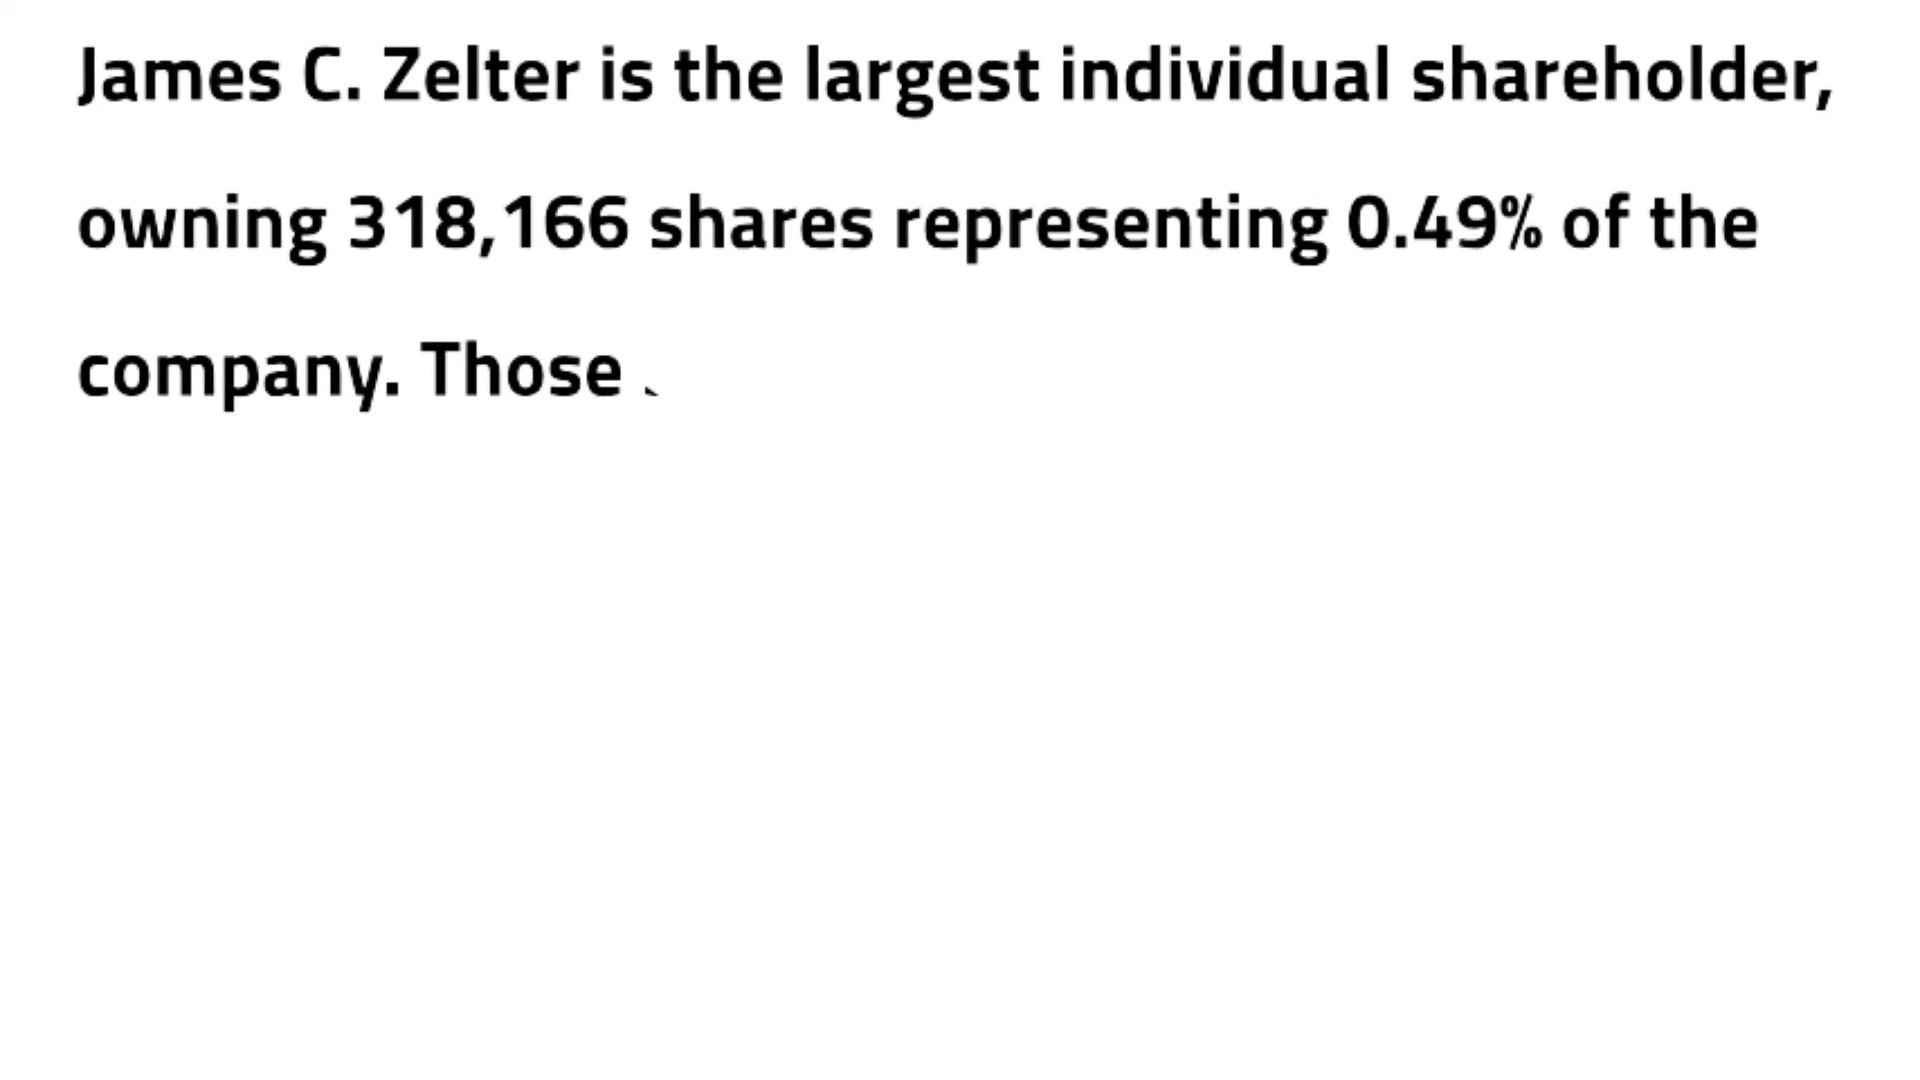 James C. Zelter is the largest individual shareholder,
owning 318,166 shares representing 0.49% of the
company. Those